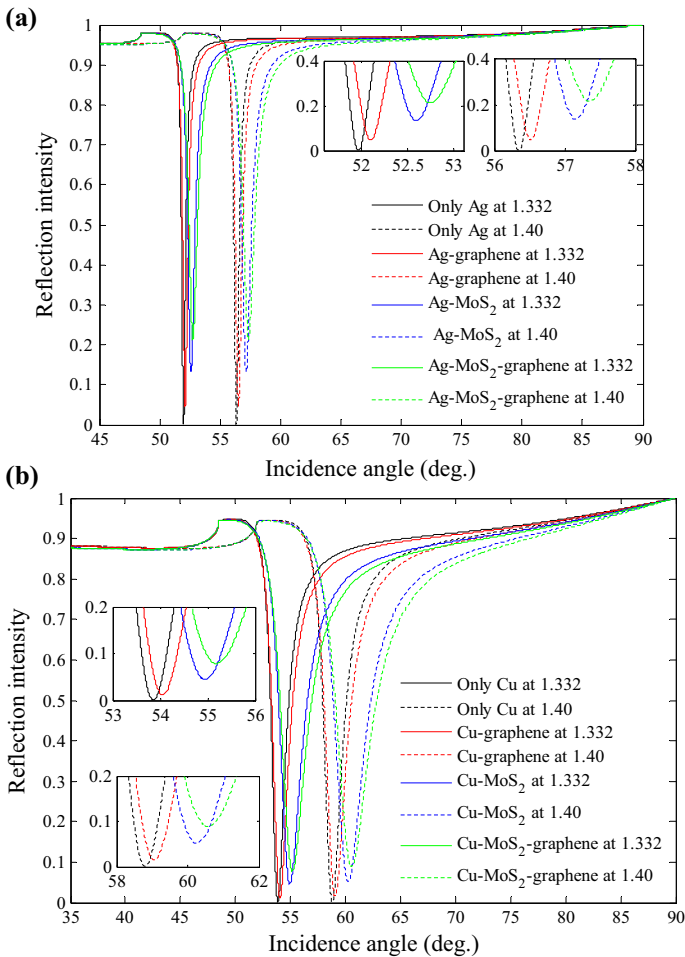 (a)
Reflection intensity
1
0.9
0.8
0.7
0.6
0.5
0.4
0.3
0.2
0.1
0
45 50 55 60 65 70 75 80 85 90
Incidence angle (deg.)
0.4
0.2
0
52 52.5 53
0.4
0.2
0
56 57 58
Only Ag at 1.332
Only Ag at 1.40
Ag-graphene at 1.332
Ag-graphene at 1.40
Ag-MoS2 at 1.332
Ag-MoS2 at 1.40
Ag-MoS2-graphene at 1.332
Ag-MoS2-graphene at 1.40
(b)
Reflection intensity
1
0.9
0.8
0.7
0.6
0.5
0.4
0.3
0.2
0.1
0
35 40 45 50 55 60 65 70 75 80 85 90
Incidence angle (deg.)
0.2
0.1
0
53 54 55 56
0.2
0.1
0
58 60 62
Only Cu at 1.332
Only Cu at 1.40
Cu-graphene at 1.332
Cu-graphene at 1.40
Cu-MoS2 at 1.332
Cu-MoS2 at 1.40
Cu-MoS2-graphene at 1.332
Cu-MoS2-graphene at 1.40